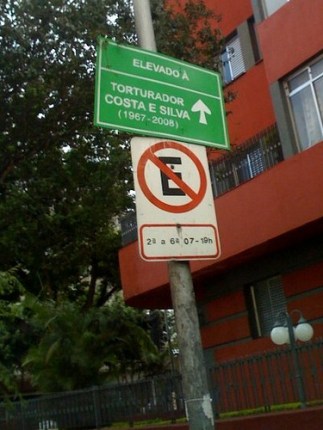 ELEVADO À
TORTURADOR
COSTA E SILVA
(1967-2008)
E
2ª = 6ª 07-19h